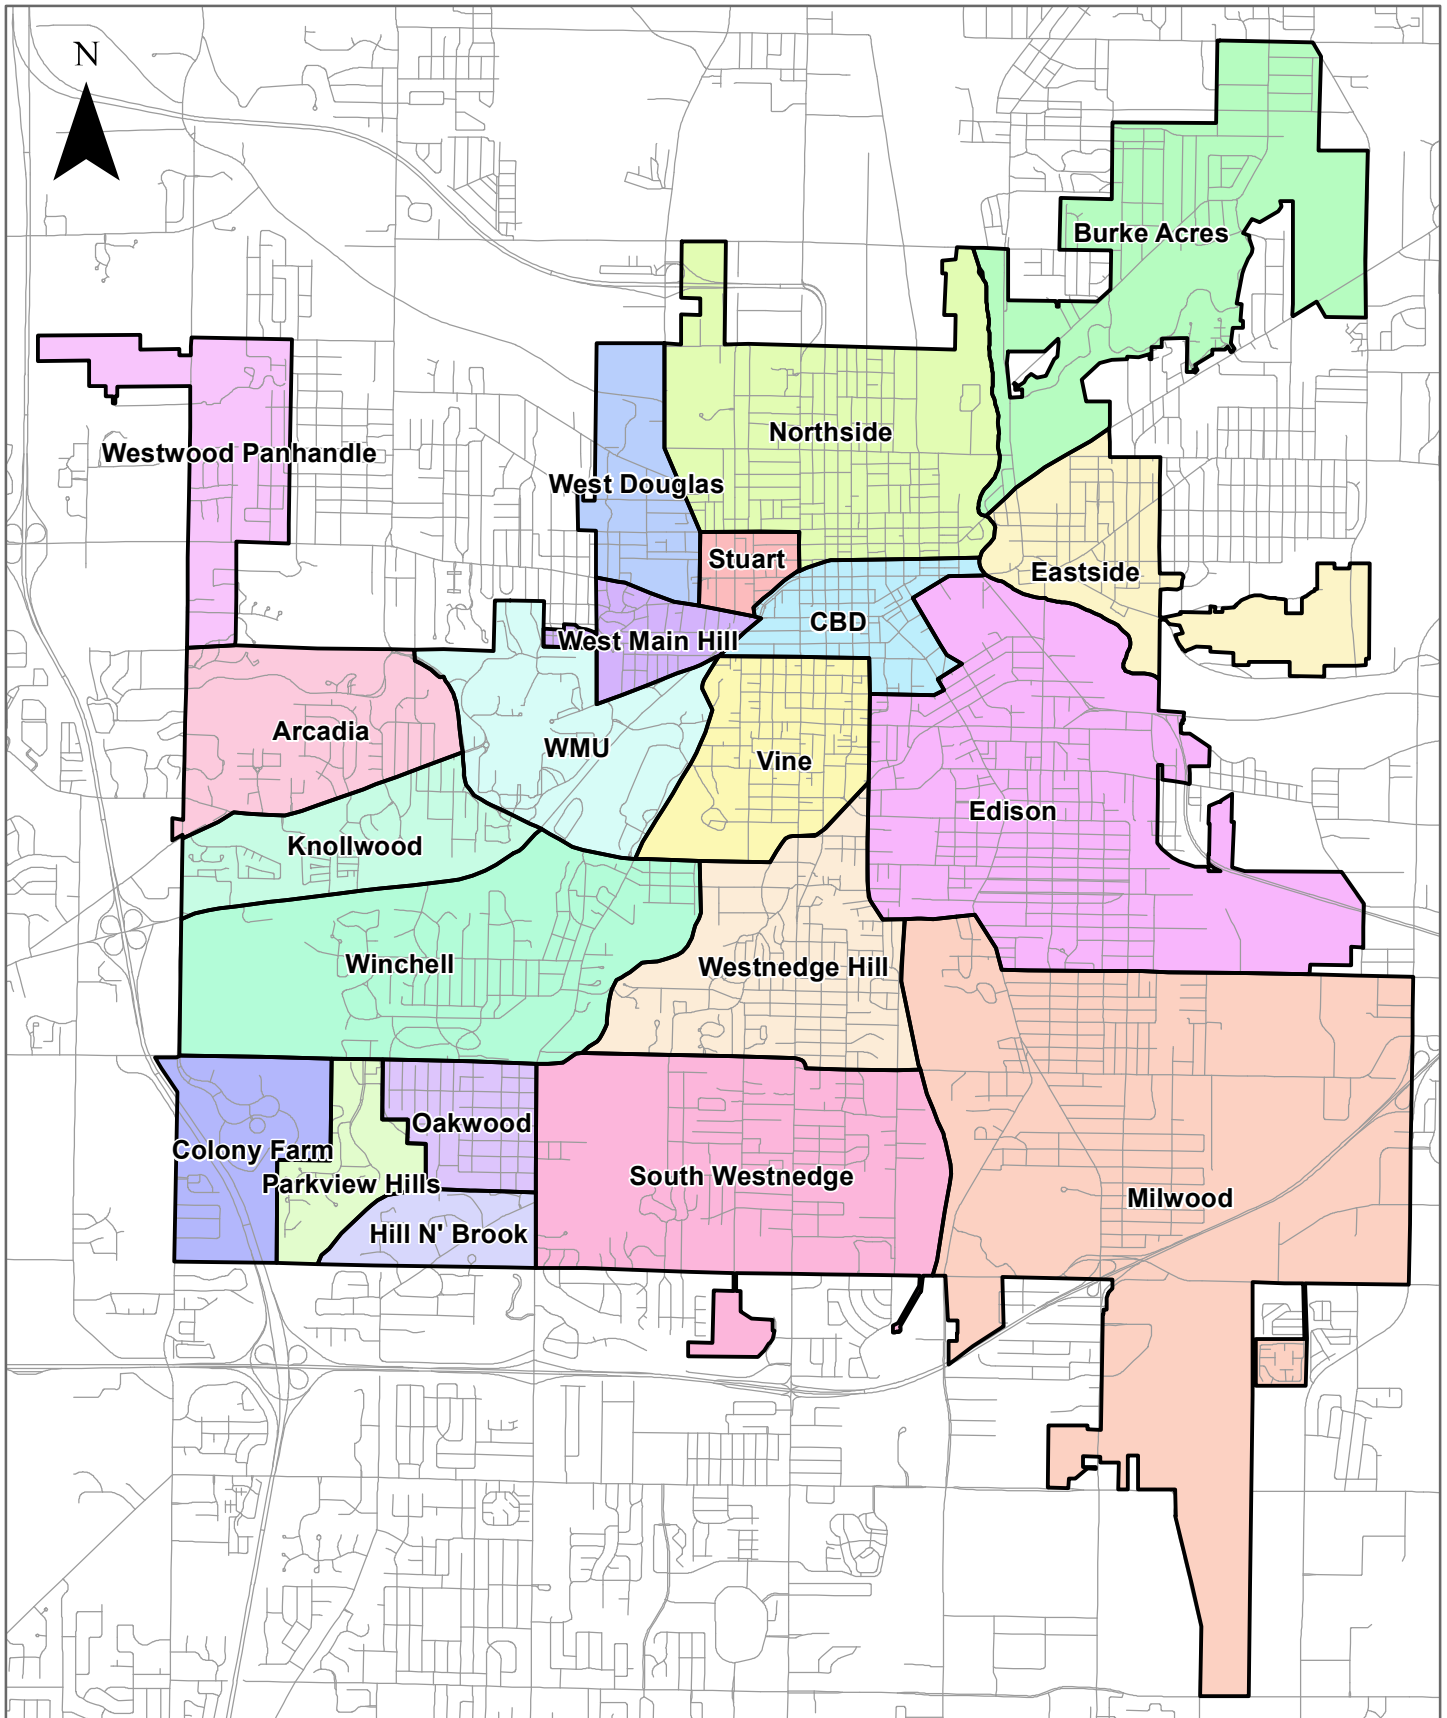 N
Burke Acres
Northside
Westwood Panhandle
West Douglas
Stuart
Eastside
CBD
West Main Hill
Arcadia
WMU
Vine
Edison
Knollwood
Winchell
Westnedge Hill
Oakwood
Colony Farm
South Westnedge
Parkview Hills
Milwood
Hill N' Brook